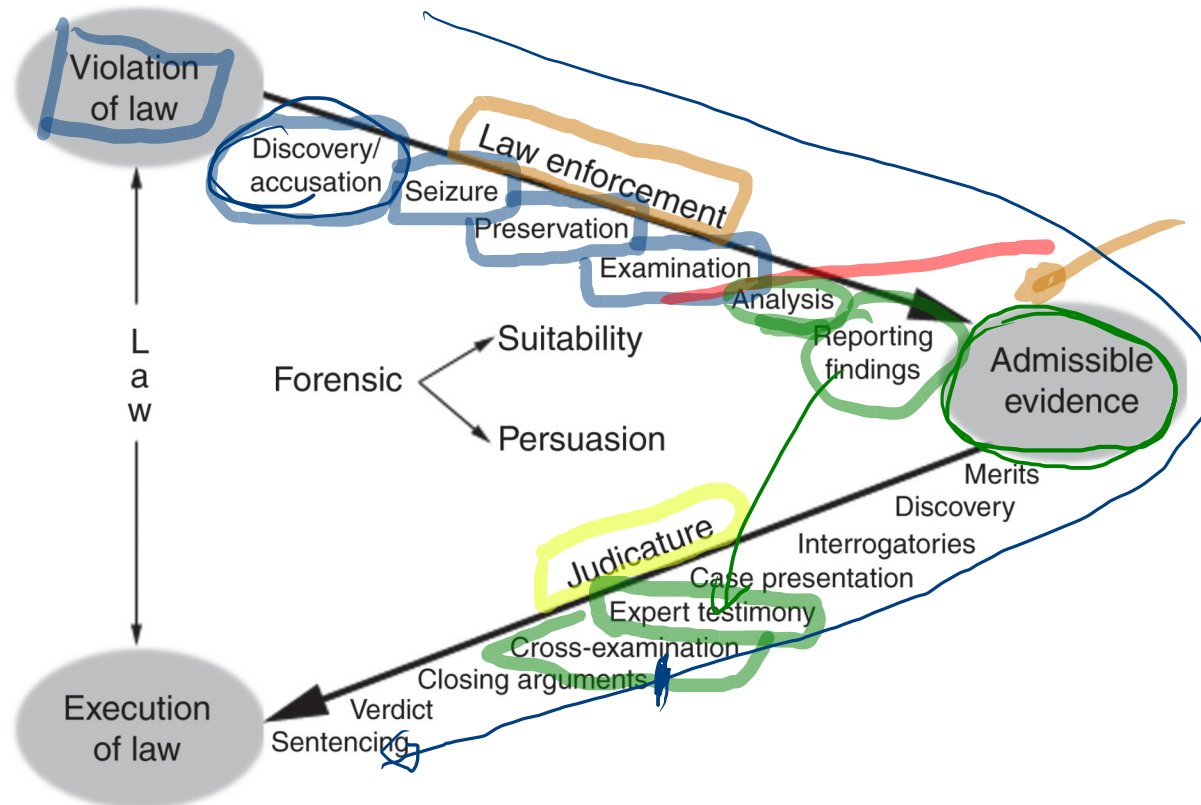 Violation
of law
Law enforcement
Discovery/
accusation
Seizure
Preservation
Examination
Analysis
Reporting
findings
Admissible
evidence
L
a
w
Forensic
Suitability
Persuasion
Merits
Discovery
Interrogatories
Judicature
Case presentation
Expert testimony
Cross-examination
Closing arguments
Verdict
Sentencing
Execution
of law